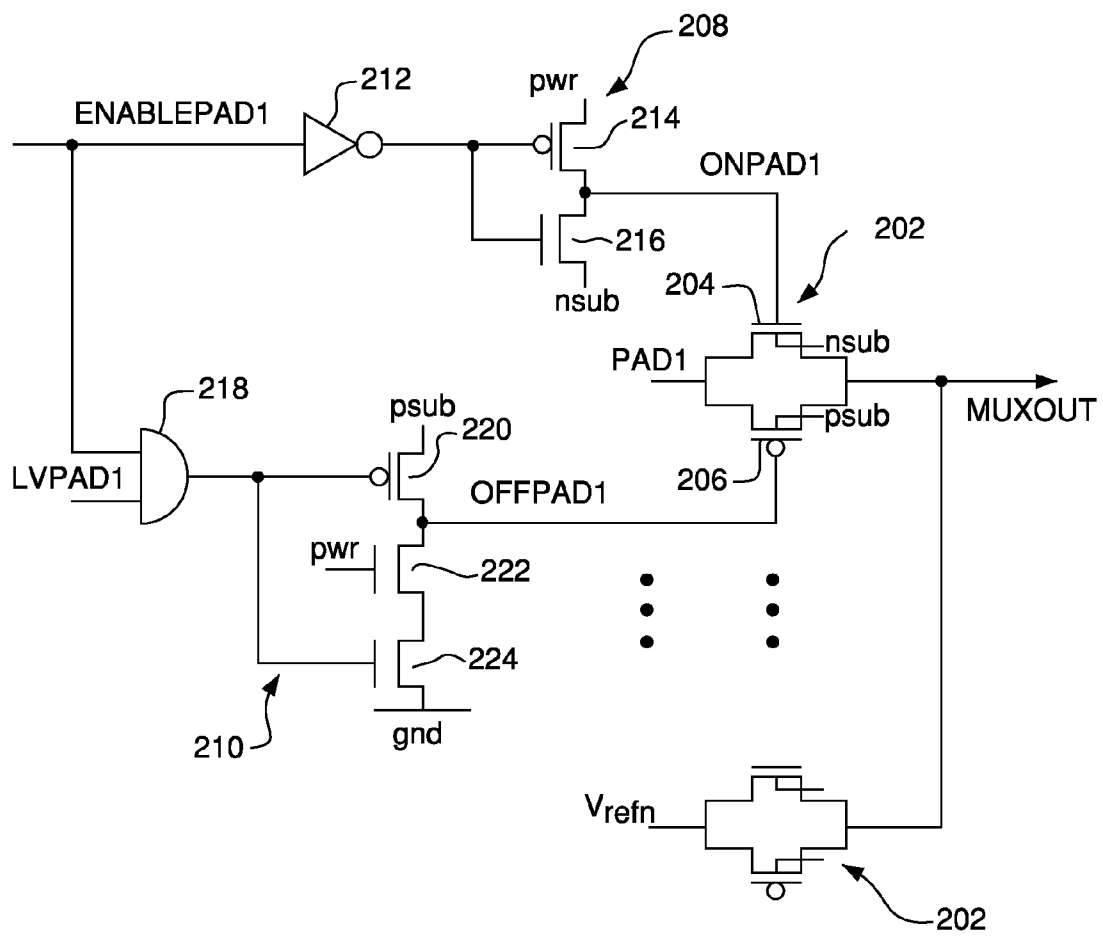 208
pwr
212
ENABLEPAD1
214
ONPAD1
216
202
nsub
204
nsub
PAD1
218
psub
psub
MUXOUT
220
LVPAD1
206
OFFPAD1
pwr
222
224
210
gnd
Vrefn
202